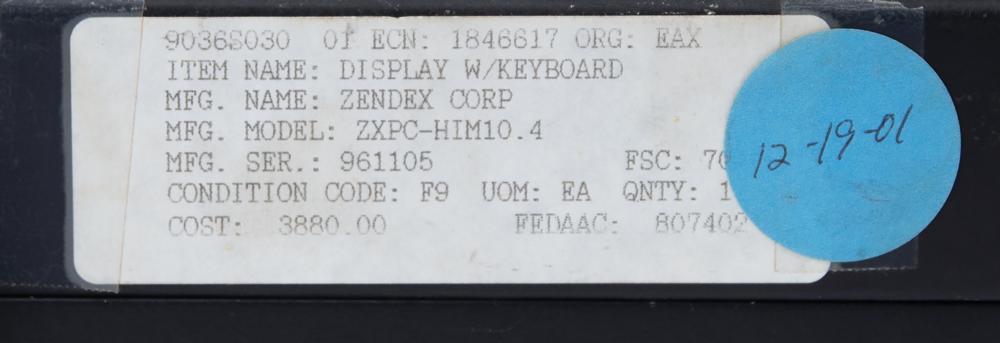 9036S030 01 ECN: 1846617 ORG: EAX
ITEM NAME: DISPLAY W/KEYBOARD
MFG. NAME: ZENDEX CORP
MFG. MODEL: ZXPC-HIM10.4
MFG. SER.: 961105 FSC: 70
CONDITION CODE: F9 UOM: EA QNTY: 1
COST: 3880.00 FEDAAC: 807402
12-19-01